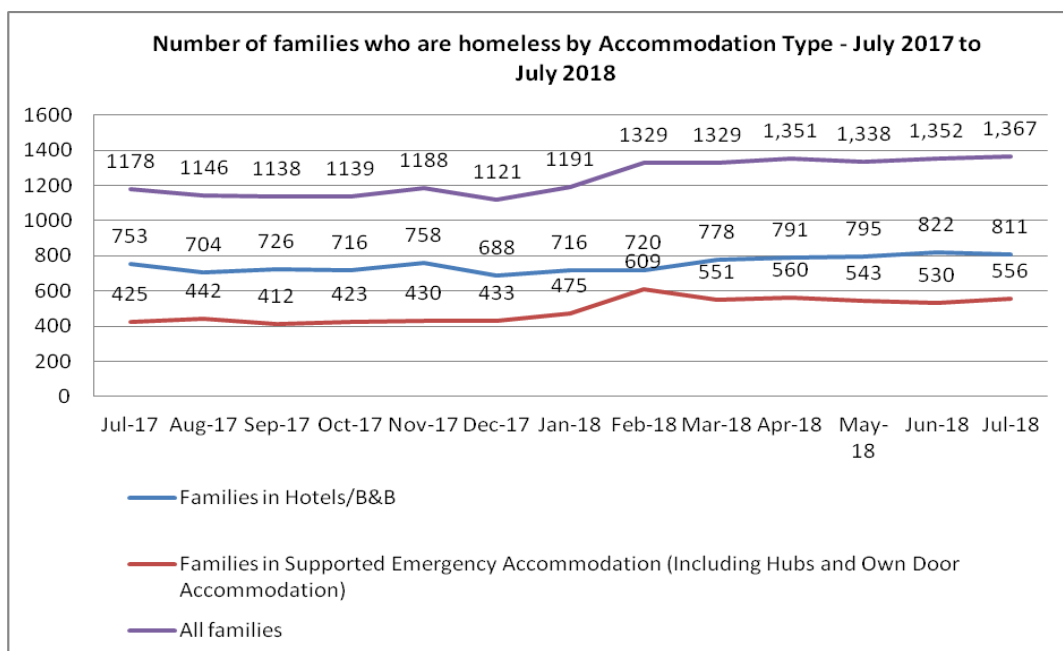 Number of families who are homeless by Accommodation Type - July 2017 to
July 2018
1600
1400
1200
1000
800
600
400
200
0
1178 1146 1138 1139 1188 1121 1191 1329 1329 1,351 1,338 1,352 1,367
753 704 726 716 758 688 716 720 778 791 795 822 811
425 442 412 423 430 433 475 609 551 560 543 530 556
Jul-17 Aug-17 Sep-17 Oct-17 Nov-17 Dec-17 Jan-18 Feb-18 Mar-18 Apr-18 May-18 Jun-18 Jul-18
Families in Hotels/B&B
Families in Supported Emergency Accommodation (Including Hubs and Own Door
Accommodation)
All families